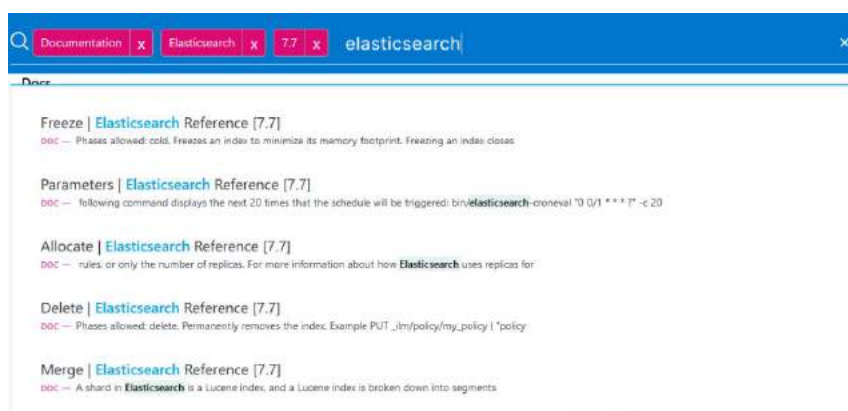 Documentation x Elasticsearch x 7.7 x elasticsearch x
Docs
Freeze | Elasticsearch Reference [7.7]
DOC — Phases allowed: cold. Freezes an index to minimize its memory footprint. Freezing an index closes
Parameters | Elasticsearch Reference [7.7]
DOC — following command displays the next 20 times that the schedule will be triggered: bin/elasticsearch-croneval "0 0/1 * * * ?" -c 20
Allocate | Elasticsearch Reference [7.7]
DOC — rules, or only the number of replicas. For more information about how Elasticsearch uses replicas for
Delete | Elasticsearch Reference [7.7]
DOC — Phases allowed: delete. Permanently removes the index. Example PUT _ilm/policy/my_policy { "policy
Merge | Elasticsearch Reference [7.7]
DOC — A shard in Elasticsearch is a Lucene index, and a Lucene index is broken down into segments